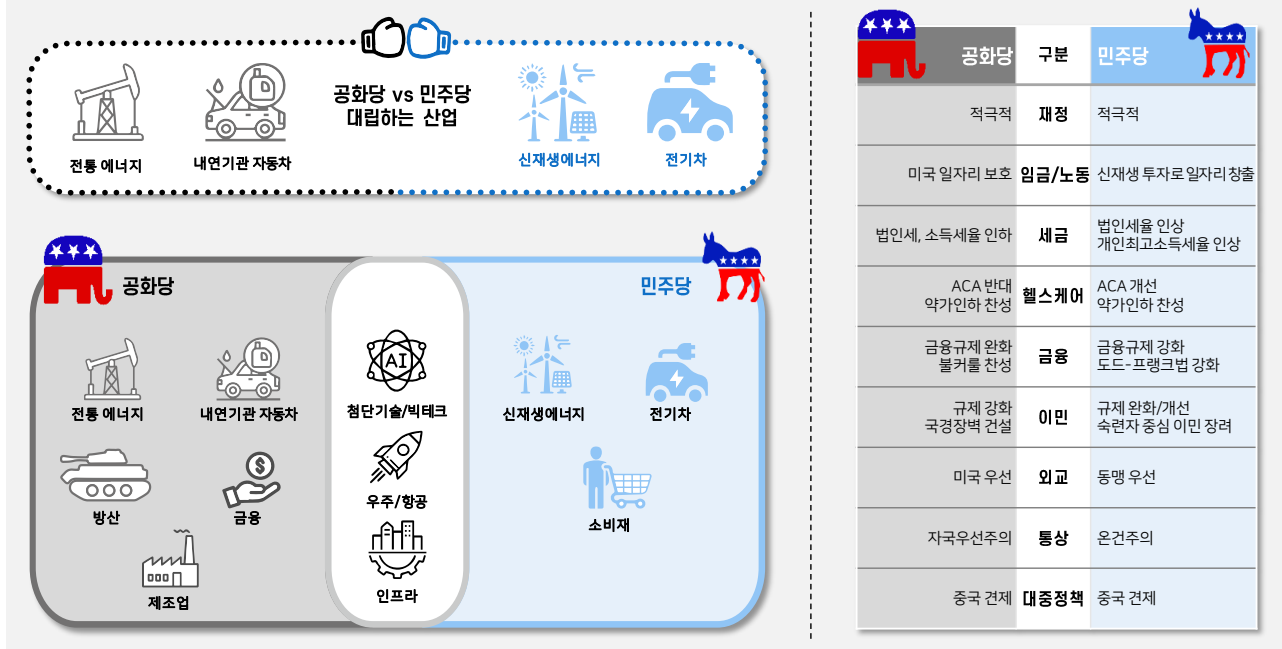 공화당 vs 민주당
대립하는 산업
전통 에너지
내연기관 자동차
신재생에너지
전기차
공화당
민주당
전통 에너지
내연기관 자동차
방산
금융
제조업
AI
첨단기술/빅테크
우주/항공
인프라
신재생에너지
전기차
소비재
공화당 구분 민주당
적극적 재정 적극적
미국 일자리 보호 임금/노동 신재생 투자로 일자리 창출
법인세, 소득세율 인하 세금 법인세율 인상
개인최고소득세율 인상
ACA 반대 헬스케어 ACA 개선
약가인하 찬성 약가인하 찬성
금융규제 완화 금융 금융규제 강화
볼커룰 찬성 도드-프랭크법 강화
규제 강화 이민 규제 완화/개선
국경장벽 건설 숙련자 중심 이민 장려
미국 우선 외교 동맹 우선
자국우선주의 통상 온건주의
중국 견제 대중정책 중국 견제